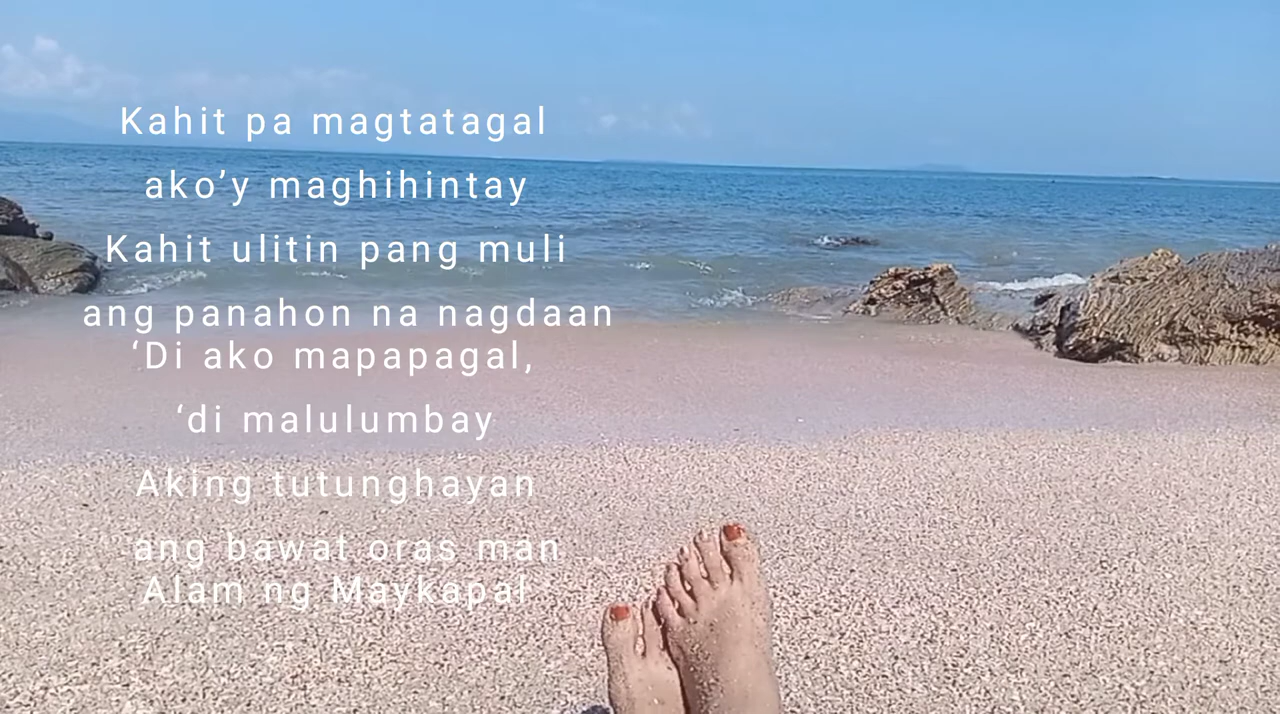 Kahit pa magtatagal
ako’y maghihintay
Kahit ulitin pang muli
ang panahon na nagdaan
‘Di ako mapapagal,
‘di malulumbay
Aking tutunghayan
ang bawat oras man
Alam ng Maykapal